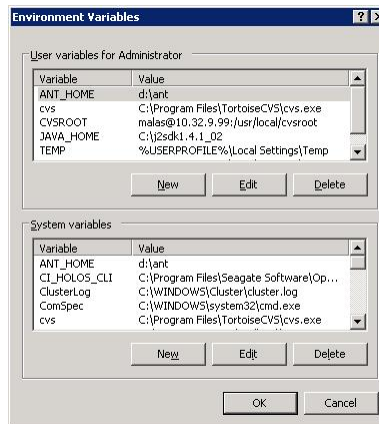 Environment Variables
User variables for Administrator
Variable Value
ANT_HOME d:\ant
cvs C:\Program Files\TortoiseCVS\cvs.exe
CVSROOT malas@10.32.9.99:/usr/local/cvsroot
JAVA_HOME C:\j2sdk1.4.1_02
TEMP %USERPROFILE%\Local Settings\Temp
New Edit Delete
System variables
Variable Value
ANT_HOME d:\ant
CI_HOLOS_CLI C:\Program Files\Seagate Software\Op...
ClusterLog C:\WINDOWS\Cluster\cluster.log
ComSpec C:\WINDOWS\system32\cmd.exe
cvs C:\Program Files\TortoiseCVS\cvs.exe
New Edit Delete
OK Cancel